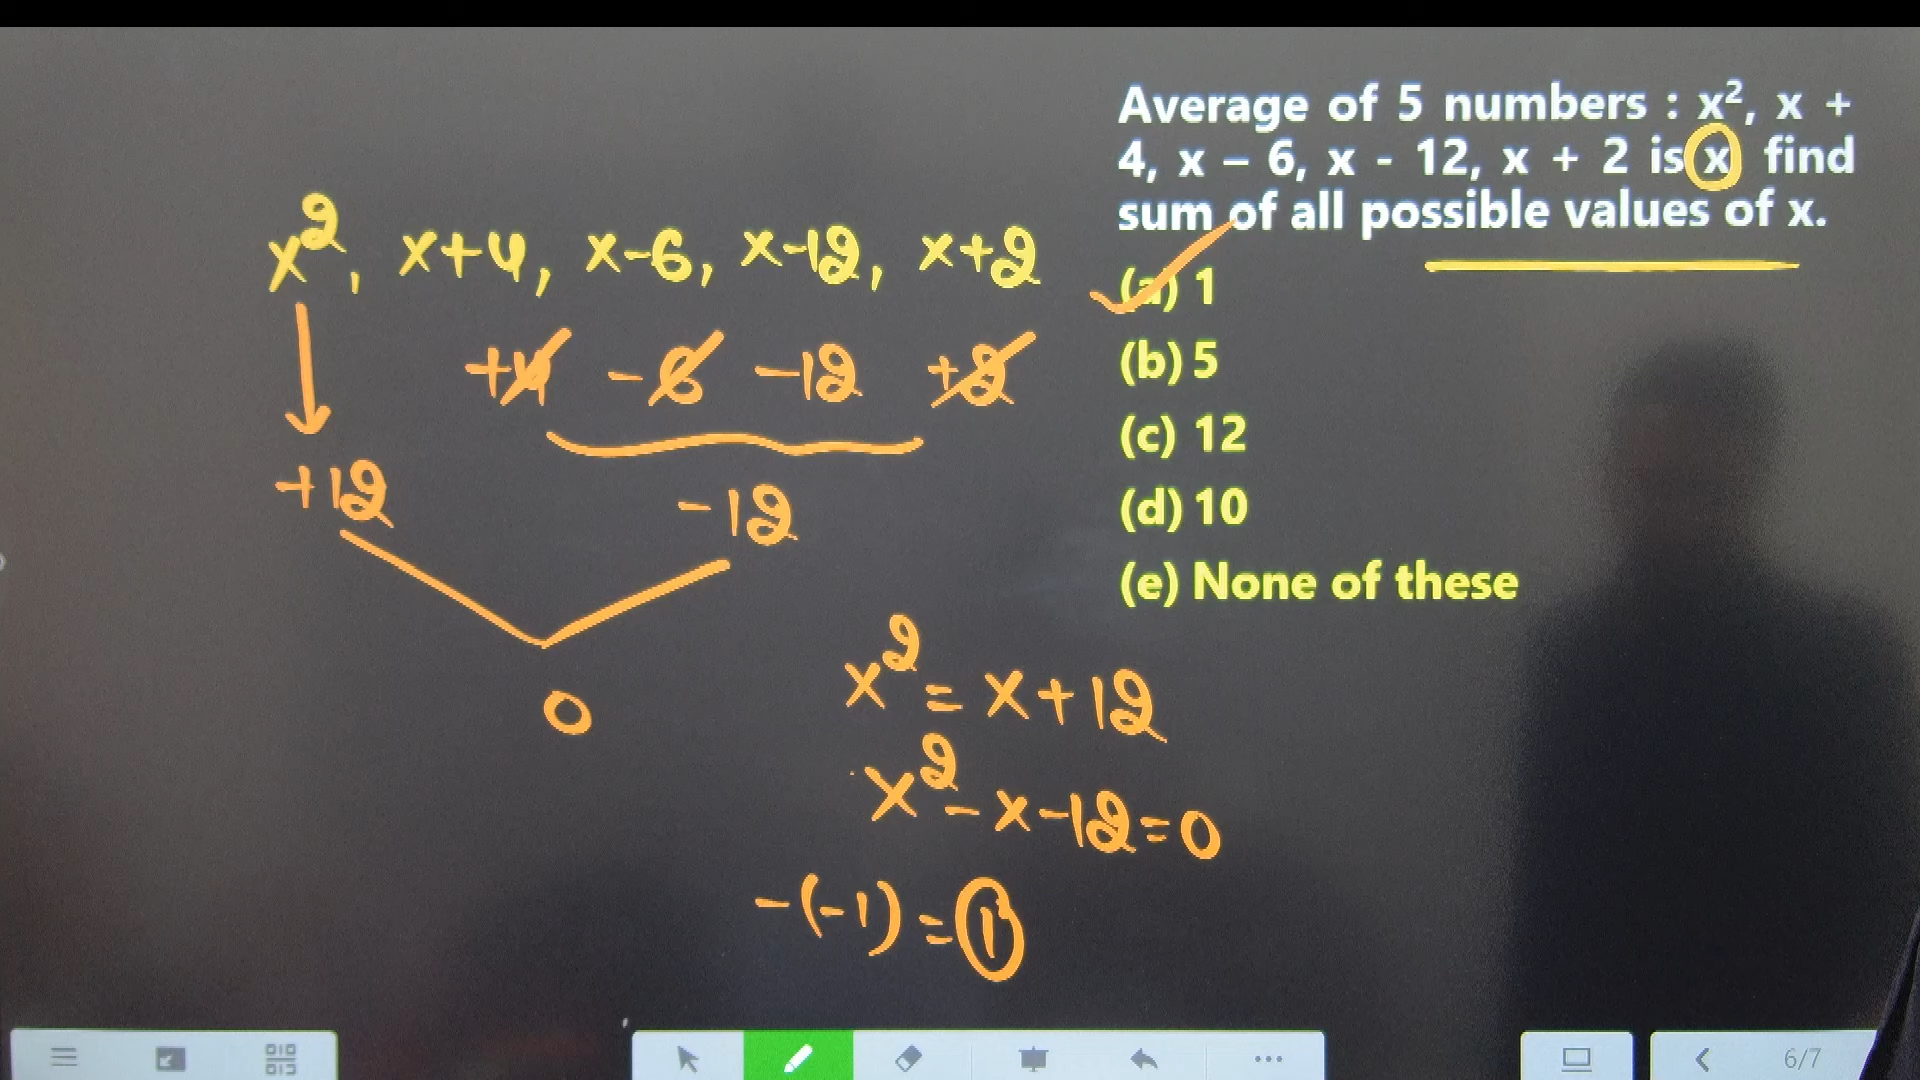 Average of 5 numbers : x², x +
4, x – 6, x - 12, x + 2 is x find
sum of all possible values of x.
(a) 1
(b) 5
(c) 12
(d) 10
(e) None of these
x², x+4, x-6, x-12, x+2
+4 -6 -12 +2
+12 -12
0
x² = x+12
x² - x-12=0
-(-1) = 1
6/7